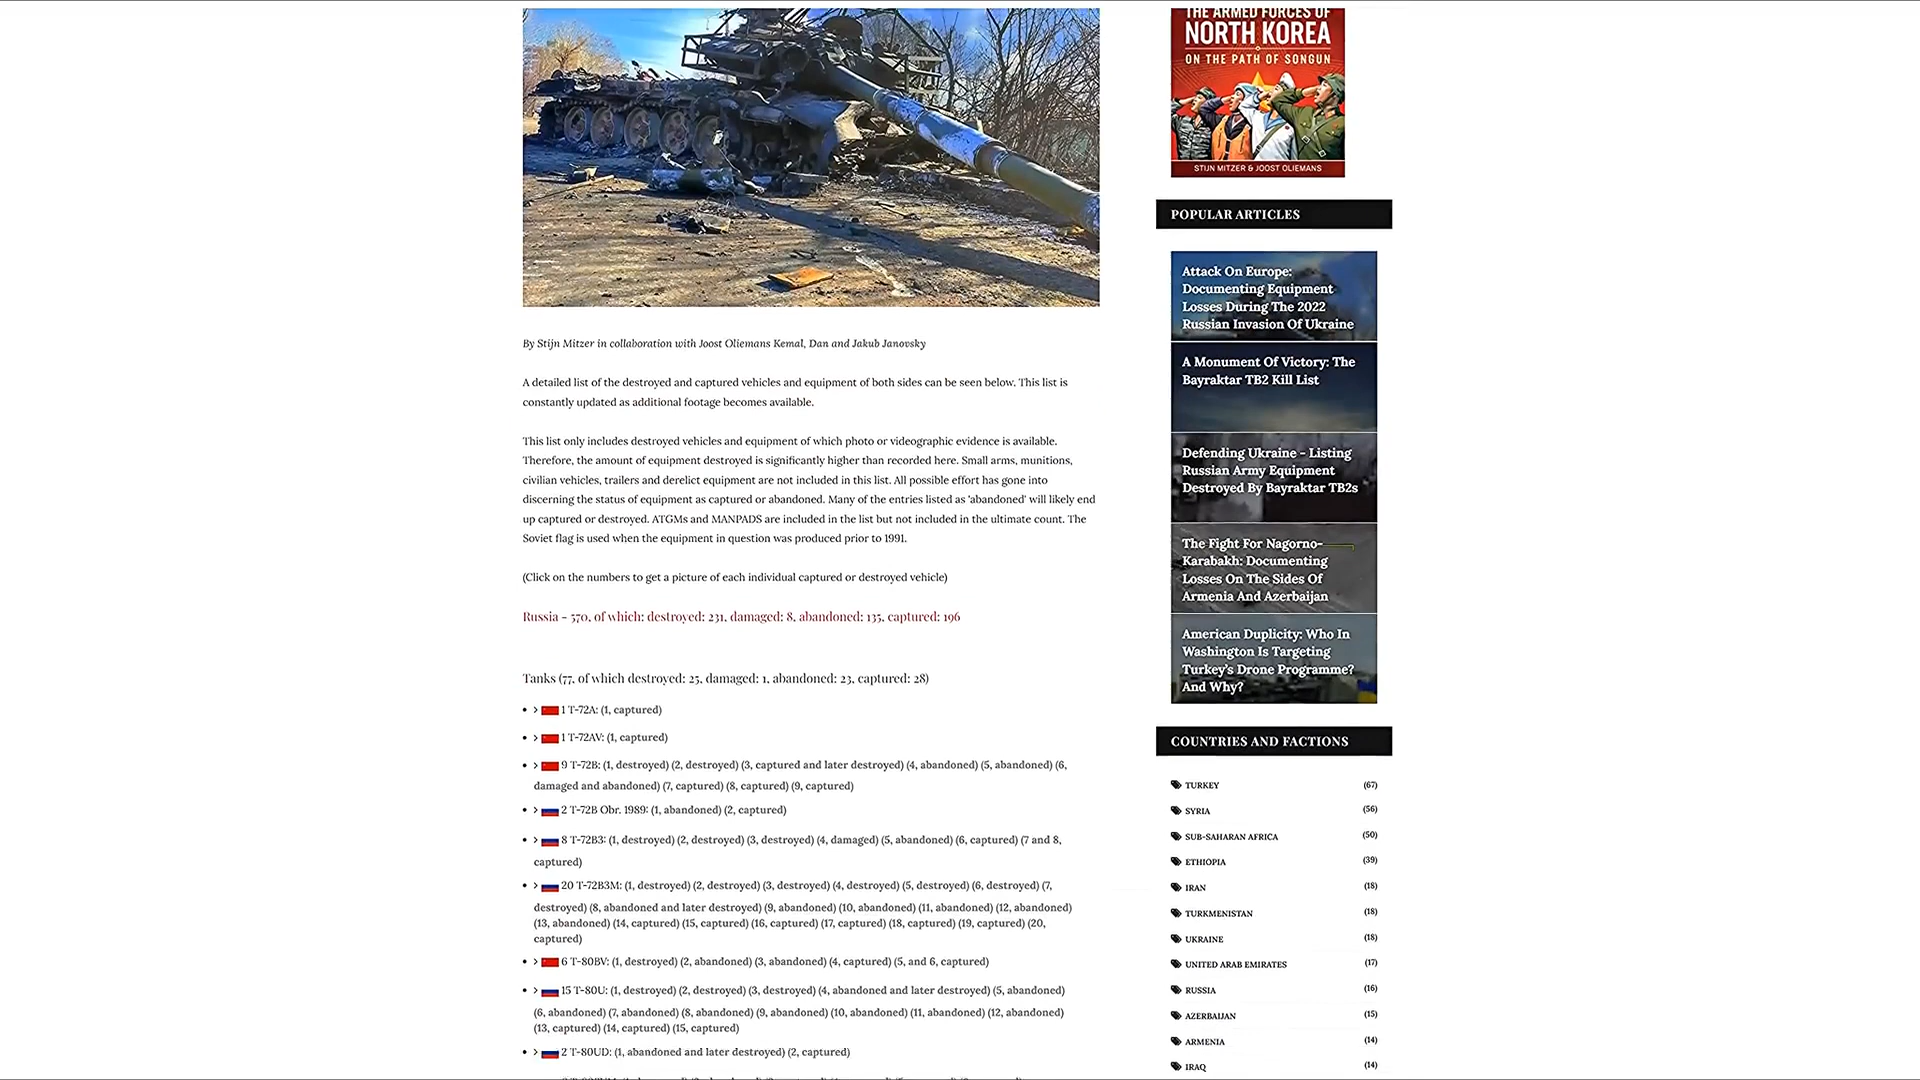 By Stijn Mitzer in collaboration with Joost Oliemans Kemal, Dan and Jakub Janovsky
A detailed list of the destroyed and captured vehicles and equipment of both sides can be seen below. This list is
constantly updated as additional footage becomes available.
This list only includes destroyed vehicles and equipment of which photo or videographic evidence is available.
Therefore, the amount of equipment destroyed is significantly higher than recorded here. Small arms, munitions,
civilian vehicles, trailers and derelict equipment are not included in this list. All possible effort has gone into
discerning the status of equipment as captured or abandoned. Many of the entries listed as 'abandoned' will likely end
up captured or destroyed. ATGMs and MANPADS are included in the list but not included in the ultimate count. The
Soviet flag is used when the equipment in question was produced prior to 1991.
(Click on the numbers to get a picture of each individual captured or destroyed vehicle)
Russia - 570, of which: destroyed: 231, damaged: 8, abandoned: 135, captured: 196
Tanks (77, of which destroyed: 25, damaged: 1, abandoned: 23, captured: 28)
• > 1 T-72A: (1, captured)
• > 1 T-72AV: (1, captured)
• > 9 T-72B: (1, destroyed) (2, destroyed) (3, captured and later destroyed) (4, abandoned) (5, abandoned) (6,
damaged and abandoned) (7, captured) (8, captured) (9, captured)
• > 2 T-72B Obr. 1989: (1, abandoned) (2, captured)
• > 8 T-72B3: (1, destroyed) (2, destroyed) (3, destroyed) (4, damaged) (5, abandoned) (6, captured) (7 and 8,
captured)
• > 20 T-72B3M: (1, destroyed) (2, destroyed) (3, destroyed) (4, destroyed) (5, destroyed) (6, destroyed) (7,
destroyed) (8, abandoned and later destroyed) (9, abandoned) (10, abandoned) (11, abandoned) (12, abandoned)
(13, abandoned) (14, captured) (15, captured) (16, captured) (17, captured) (18, captured) (19, captured) (20,
captured)
• > 6 T-80BV: (1, destroyed) (2, abandoned) (3, abandoned) (4, captured) (5, and 6, captured)
• > 15 T-80U: (1, destroyed) (2, destroyed) (3, destroyed) (4, abandoned and later destroyed) (5, abandoned)
(6, abandoned) (7, abandoned) (8, abandoned) (9, abandoned) (10, abandoned) (11, abandoned) (12, abandoned)
(13, captured) (14, captured) (15, captured)
• > 2 T-80UD: (1, abandoned and later destroyed) (2, captured)
THE ARMED FORCES OF
NORTH KOREA
ON THE PATH OF SONGUN
STIJN MITZER & JOOST OLIEMANS
POPULAR ARTICLES
Attack On Europe:
Documenting Equipment
Losses During The 2022
Russian Invasion Of Ukraine
A Monument Of Victory: The
Bayraktar TB2 Kill List
Defending Ukraine - Listing
Russian Army Equipment
Destroyed By Bayraktar TB2s
The Fight For Nagorno-
Karabakh: Documenting
Losses On The Sides Of
Armenia And Azerbaijan
American Duplicity: Who In
Washington Is Targeting
Turkey's Drone Programme?
And Why?
COUNTRIES AND FACTIONS
TURKEY (67)
SYRIA (56)
SUB-SAHARAN AFRICA (50)
ETHIOPIA (39)
IRAN (18)
TURKMENISTAN (18)
UKRAINE (18)
UNITED ARAB EMIRATES (17)
RUSSIA (16)
AZERBAIJAN (15)
ARMENIA (14)
IRAQ (14)